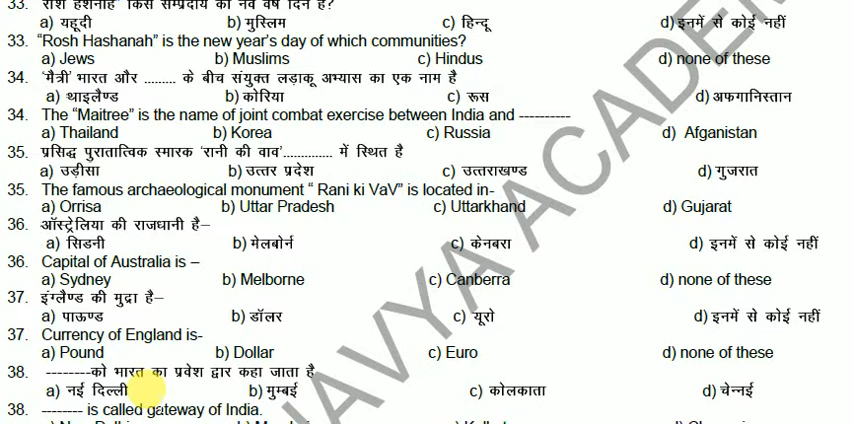 33. रोश हशनाह’ किस सम्प्रदाय का नव वर्ष दिन है?
a) यहूदी b) मुस्लिम c) हिन्दू d) इनमें से कोई नहीं
33. “Rosh Hashanah” is the new year’s day of which communities?
a) Jews b) Muslims c) Hindus d) none of these
34. ‘मैत्री’ भारत और ......... के बीच संयुक्त लड़ाकू अभ्यास का एक नाम है
a) थाइलैण्ड b) कोरिया c) रूस d) अफगानिस्तान
34. The “Maitree” is the name of joint combat exercise between India and ----------
a) Thailand b) Korea c) Russia d) Afganistan
35. प्रसिद्ध पुरातात्विक स्मारक ‘रानी की वाव’.............. में स्थित है
a) उड़ीसा b) उत्तर प्रदेश c) उत्तराखण्ड d) गुजरात
35. The famous archaeological monument “ Rani ki VaV” is located in-
a) Orrisa b) Uttar Pradesh c) Uttarkhand d) Gujarat
36. ऑस्ट्रेलिया की राजधानी है–
a) सिडनी b) मेलबोर्न c) केनबरा d) इनमें से कोई नहीं
36. Capital of Australia is –
a) Sydney b) Melborne c) Canberra d) none of these
37. इंग्लैण्ड की मुद्रा है–
a) पाऊण्ड b) डॉलर c) यूरो d) इनमें से कोई नहीं
37. Currency of England is-
a) Pound b) Dollar c) Euro d) none of these
38. --------को भारत का प्रवेश द्वार कहा जाता है
a) नई दिल्ली b) मुम्बई c) कोलकाता d) चेन्नई
38. -------- is called gateway of India.